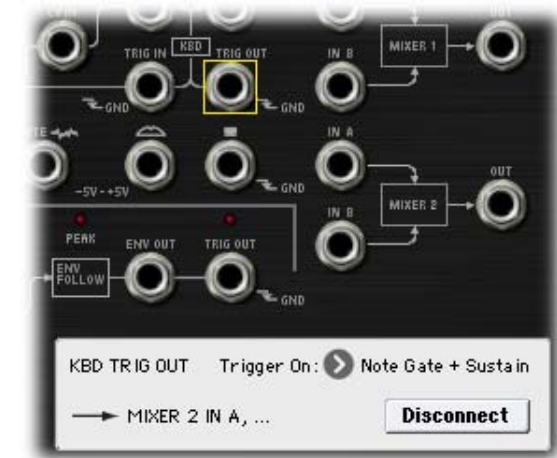 TRIG IN
KBD
TRIG OUT
IN B
MIXER 1
GND
GND
IN A
-5V-+5V
GND
OUT
MIXER 2
IN B
PEAK
ENV OUT
TRIG OUT
ENV
FOLLOW
GND
KBD TRIG OUT Trigger On: Note Gate + Sustain
MIXER 2 IN A, ...
Disconnect